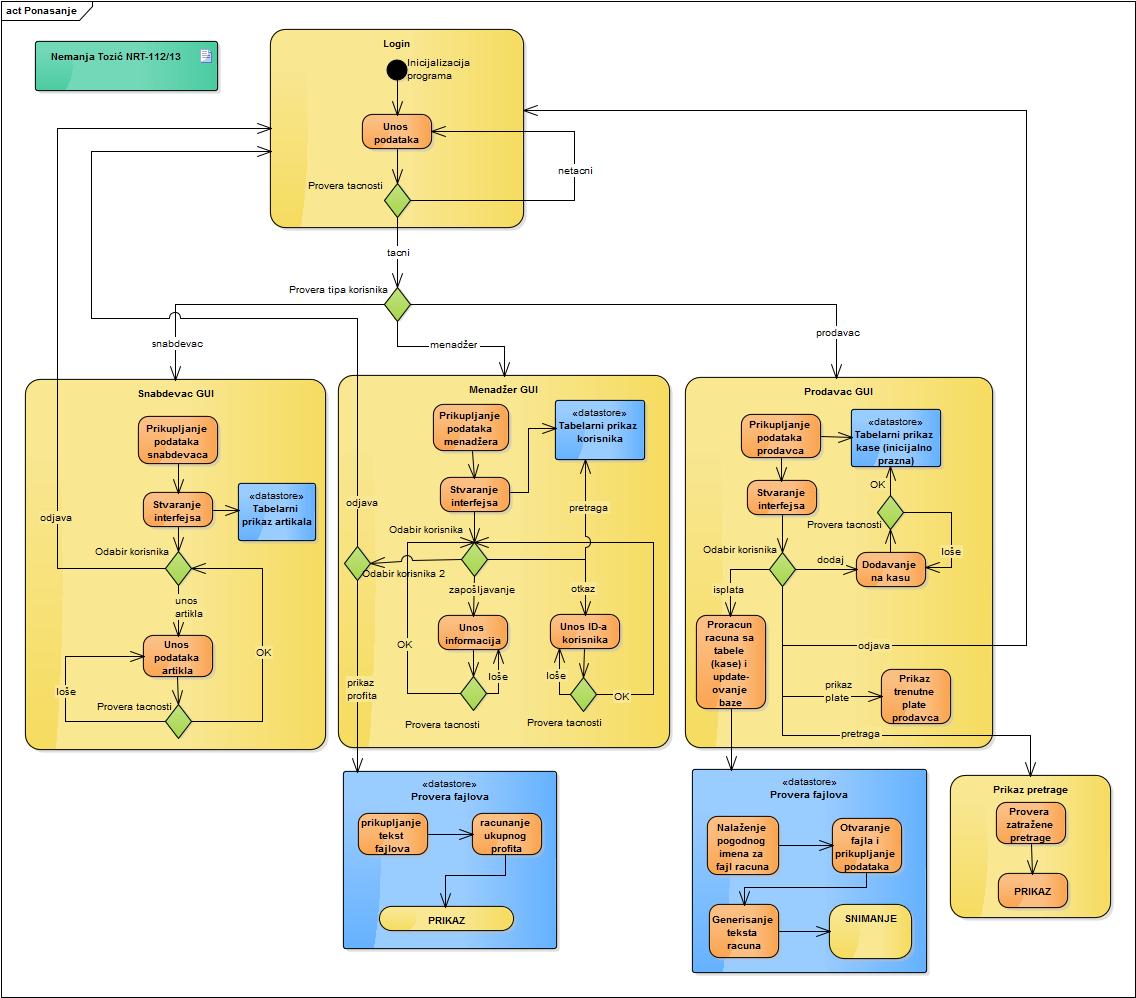 act Ponasanje
Nemanja Tozić NRT-112/13
Login
Inicijalizacija
programa
Unos
podataka
netacni
Provera tacnosti
tacni
Provera tipa korisnika
snabdevac
menadžer
prodavac
Snabdevac GUI
Prikupljanje
podataka
snabdevaca
Stvaranje
interfejsa
«datastore»
Tabelarni
prikaz artikala
odjava
Odabir korisnika
unos
artikla
Unos
podataka
artikla
OK
loše
Provera tacnosti
Menadžer GUI
Prikupljanje
podataka
menadžera
«datastore»
Tabelarni prikaz
korisnika
Stvaranje
interfejsa
odjava
pretraga
Odabir korisnika
Odabir korisnika 2
zapošljavanje
otkaz
Unos
informacija
Unos ID-a
korisnika
OK
loše
loše
prikaz
profita
OK
Provera tacnosti
Provera tacnosti
Prodavac GUI
Prikupljanje
podataka
prodavca
«datastore»
Tabelarni prikaz
kase (inicijalno
prazna)
Stvaranje
interfejsa
OK
Provera tacnosti
Odabir korisnika
dodaj
loše
Dodavanje
na kasu
isplata
Proracun
racuna sa
tabele
(kase) i
update-
ovanje
baze
odjava
prikaz
plate
Prikaz
trenutne
plate
prodavca
pretraga
«datastore»
Provera fajlova
prikupljanje
tekst
fajlova
racunanje
ukupnog
profita
PRIKAZ
«datastore»
Provera fajlova
Nalaženje
pogodnog
imena za
fajl racuna
Otvaranje
fajla i
prikupljanje
podataka
Generisanje
teksta
racuna
SNIMANJE
Prikaz pretrage
Provera
zatražene
pretrage
PRIKAZ